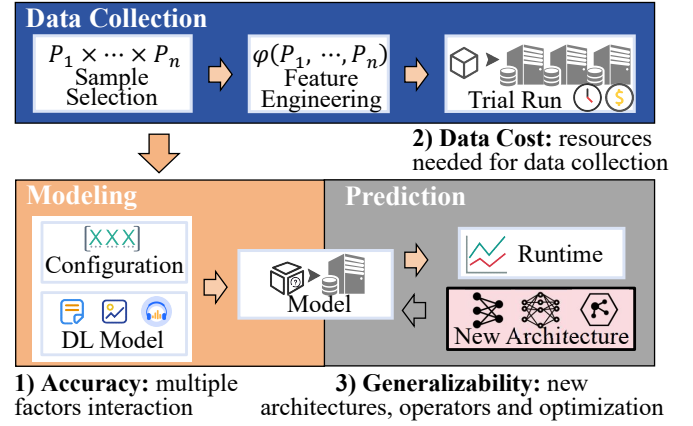 Data Collection
P₁ × ⋯ × Pₙ
Sample
Selection
φ(P₁, ⋯, Pₙ)
Feature
Engineering
Trial Run
$
2) Data Cost: resources
needed for data collection
Modeling
[XXX]
Configuration
DL Model
?
Model
Prediction
Runtime
New Architecture
1) Accuracy: multiple
factors interaction
3) Generalizability: new
architectures, operators and optimization